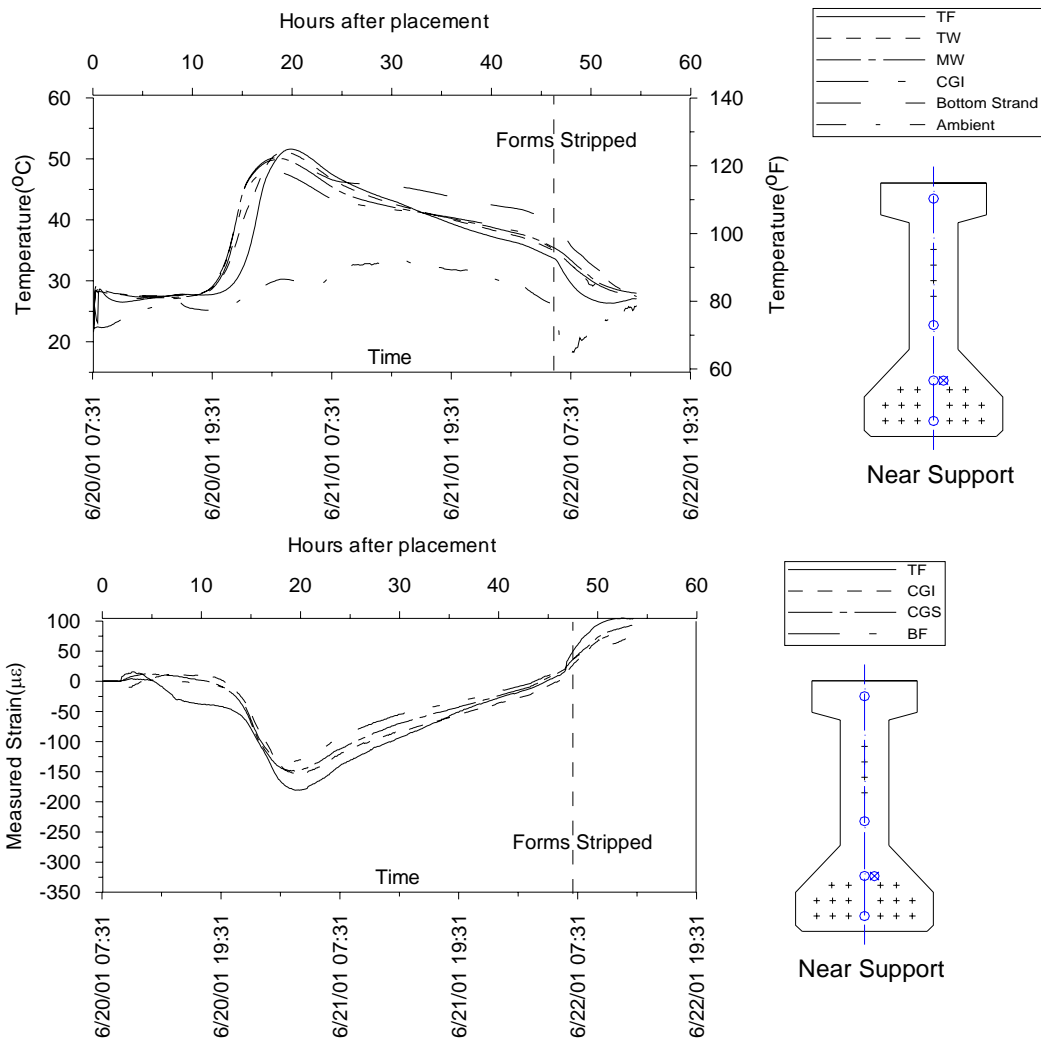 Hours after placement
0 10 20 30 40 50 60
60 50 40 30 20
Temperature(ºC)
140 120 100 80 60
Temperature(ºF)
Forms Stripped
Time
6/20/01 07:31
6/20/01 19:31
6/21/01 07:31
6/21/01 19:31
6/22/01 07:31
6/22/01 19:31
TF
TW
MW
CGI
Bottom Strand
Ambient
Near Support
Hours after placement
0 10 20 30 40 50 60
100 50 0 -50 -100 -150 -200 -250 -300 -350
Measured Strain(με)
Forms Stripped
Time
6/20/01 07:31
6/20/01 19:31
6/21/01 07:31
6/21/01 19:31
6/22/01 07:31
6/22/01 19:31
TF
CGI
CGS
BF
Near Support